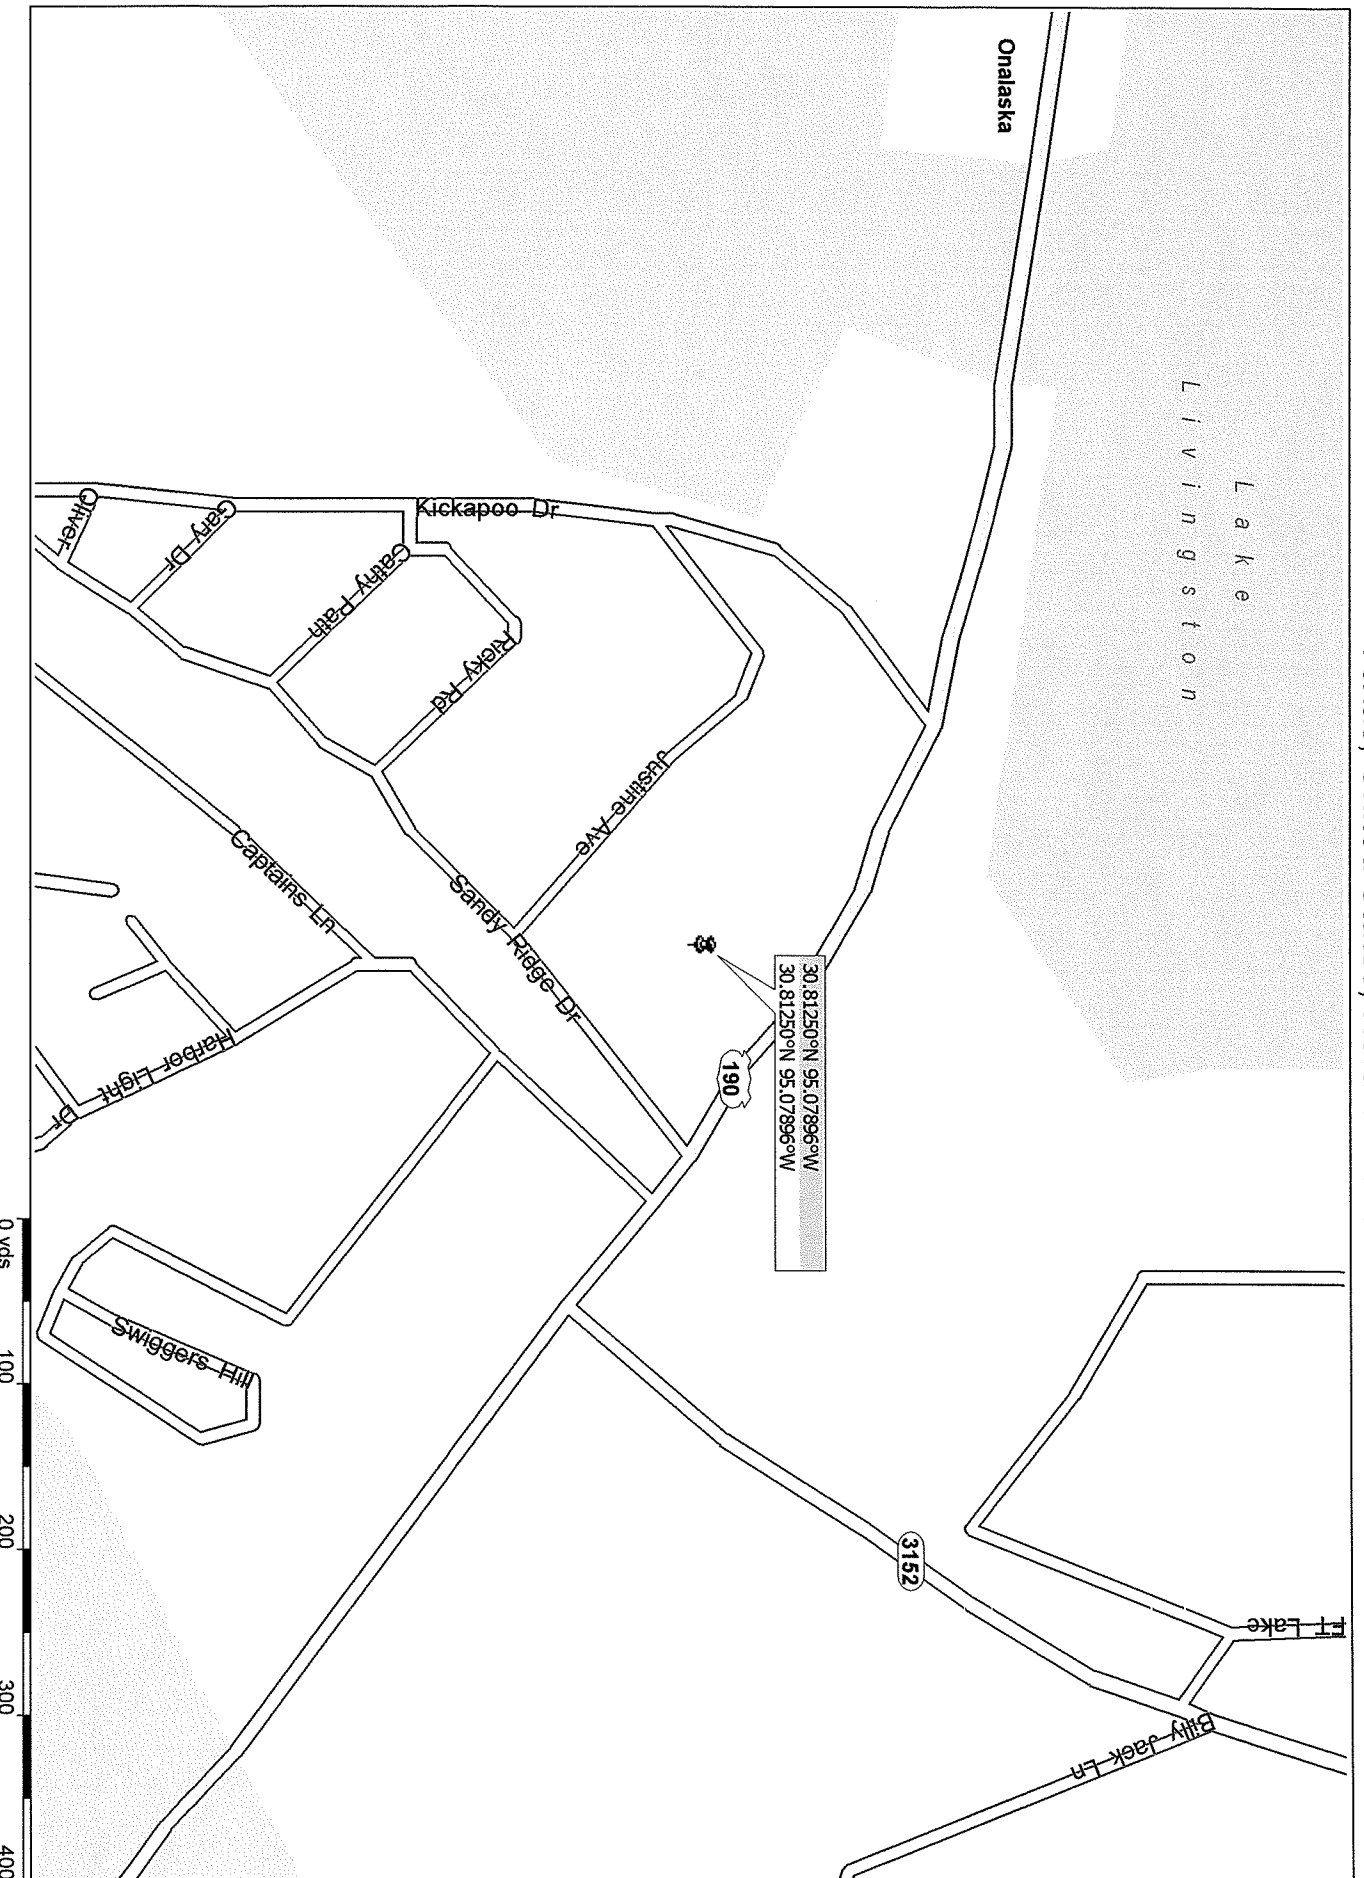 Lake
Livingston
Onalaska
30.81250°N 95.07896°W
30.81250°N 95.07896°W
190
3152
FT Lake
Billy Jack Ln
Kickapoo Dr
Justine Ave
Ricky Rd
Cathy Path
Gary Dr
Oliver
Sandy Ridge Dr
Captains Ln
Harbor Light Dr
Swiggers Hill
0 yds 100 200 300 400